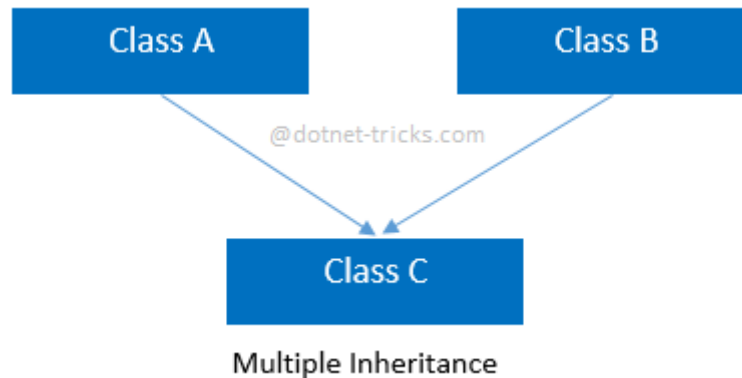 Class A
Class B
@dotnet-tricks.com
Class C
Multiple Inheritance